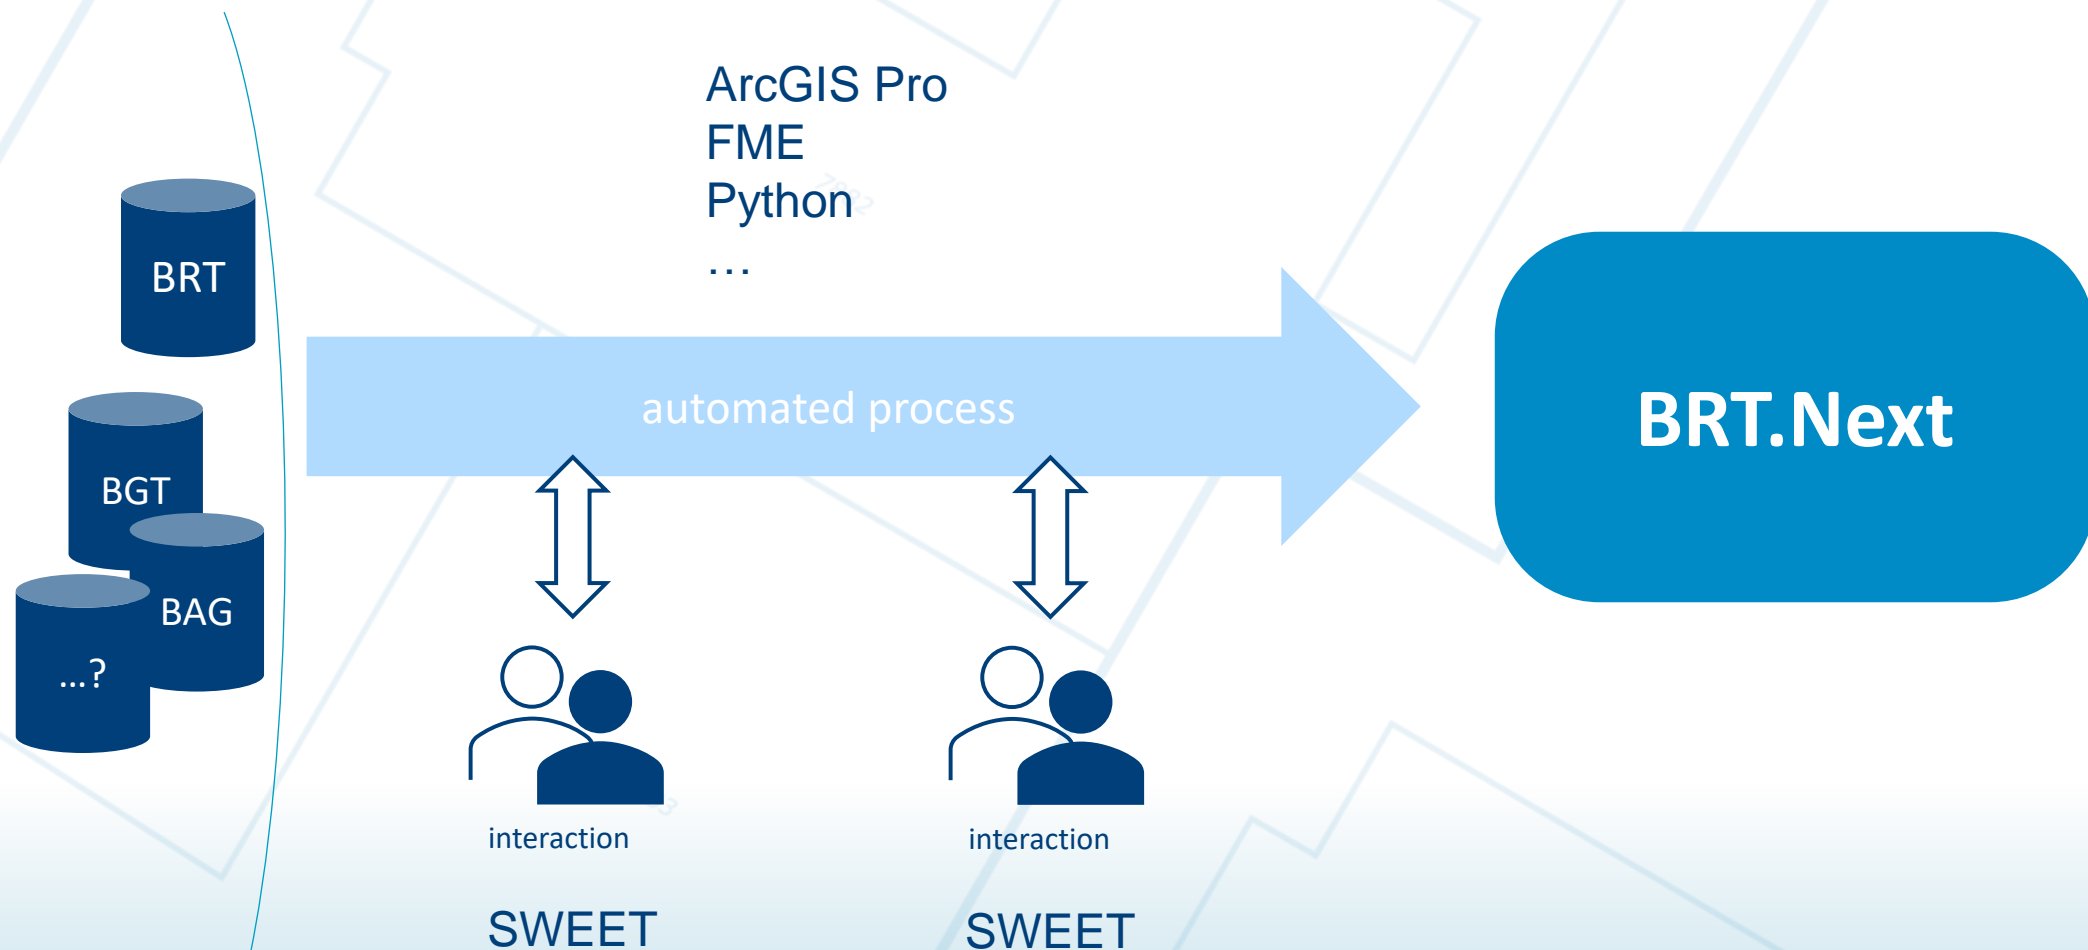 ArcGIS Pro
FME
Python
...
BRT
BGT
BAG
...?
automated process
BRT.Next
interaction
interaction
SWEET
SWEET